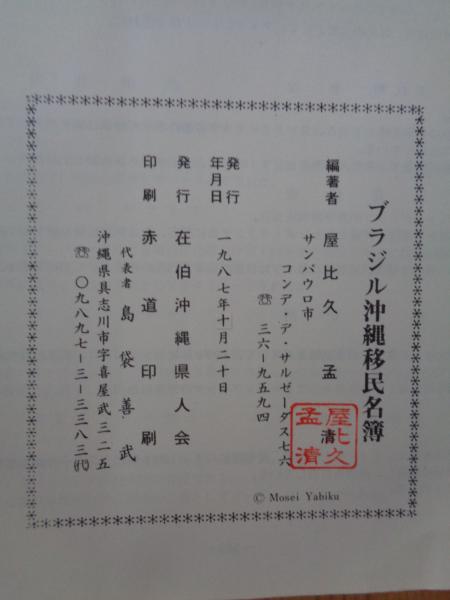 ブラジル沖縄移民名簿
編著者 屋比久 孟清
サンパウロ市
コンデ・デ・サルゼーダス七六
☎ 三六-九五九四
発行年月日 一九八七年十月二十日
発行 在伯沖縄県人会
印刷 赤道印刷
代表者 島袋善武
沖縄県具志川市字喜屋武三二五
☎ 〇九八九七-三-三三八三(代)
屋比久
孟清
© Mosei Yabiku